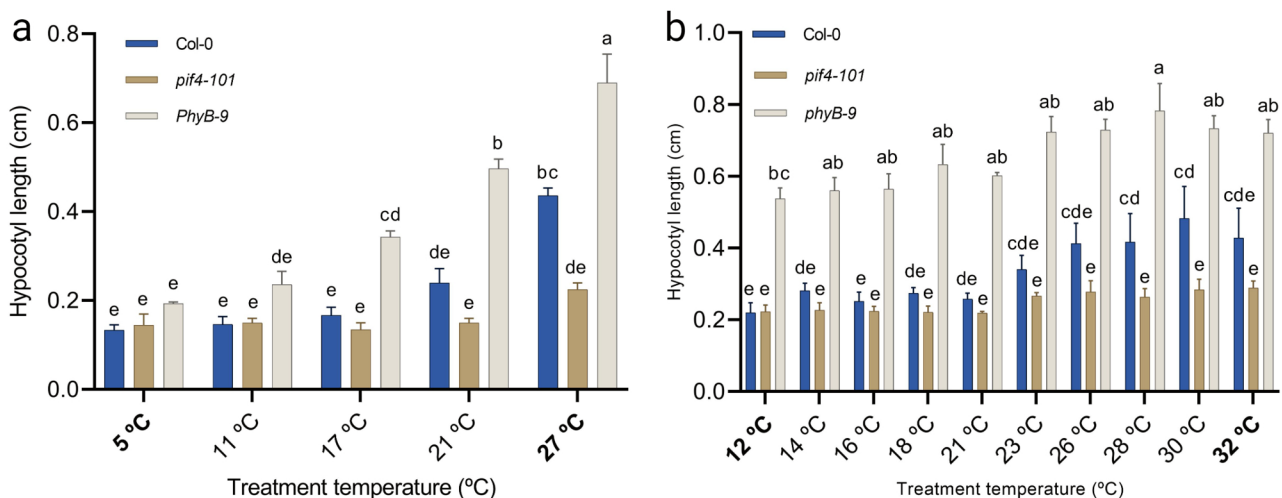 a
Hypocotyl length (cm)
0.8
0.6
0.4
0.2
0.0
Col-0
pif4-101
PhyB-9
e e e
e e de
e e cd
de e b
bc de a
5 ºC 11 ºC 17 ºC 21 ºC 27 ºC
Treatment temperature (ºC)
b
Hypocotyl length (cm)
1.0
0.8
0.6
0.4
0.2
0.0
Col-0
pif4-101
phyB-9
e e bc
de e ab
e e ab
de e ab
e e ab
cde e ab
cde e ab
cd e a
cd e ab
cde e ab
12 ºC 14 ºC 16 ºC 18 ºC 21 ºC 23 ºC 26 ºC 28 ºC 30 ºC 32 ºC
Treatment temperature (ºC)